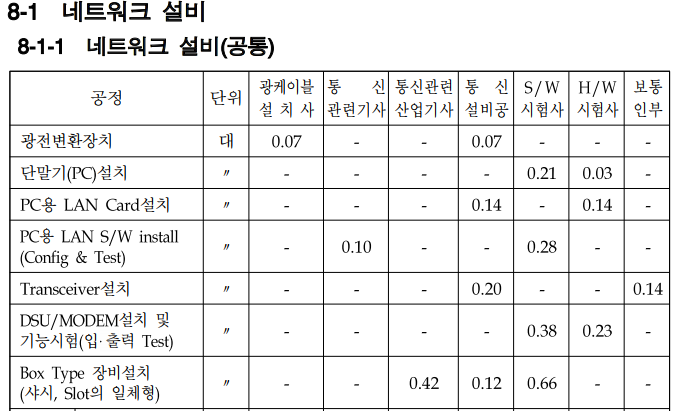 8-1 네트워크 설비
8-1-1 네트워크 설비(공통)
공정 단위 광케이블 설 치 사 통 신 관련기사 통신관련 산업기사 통 신 설비공 S/W 시험사 H/W 시험사 보통 인부
광전변환장치 대 0.07 - - 0.07 - - -
단말기(PC)설치 〃 - - - - 0.21 0.03 -
PC용 LAN Card설치 〃 - - - 0.14 - 0.14 -
PC용 LAN S/W install
(Config & Test) 〃 - 0.10 - - 0.28 - -
Transceiver설치 〃 - - - 0.20 - - 0.14
DSU/MODEM설치 및
기능시험(입·출력 Test) 〃 - - - - 0.38 0.23 -
Box Type 장비설치
(샤시, Slot의 일체형) 〃 - - 0.42 0.12 0.66 - -